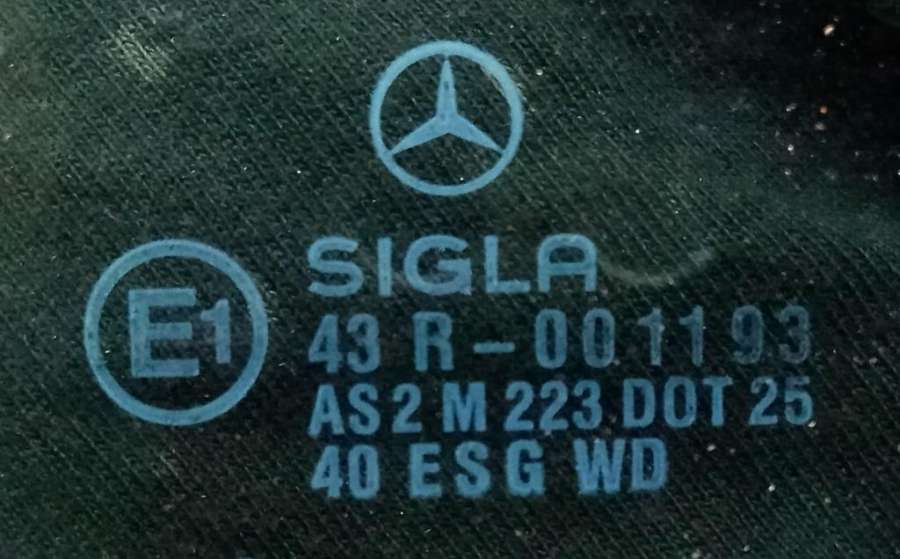 SIGLA
E1
43 R-001193
AS2 M 223 DOT 25
40 ESG WD